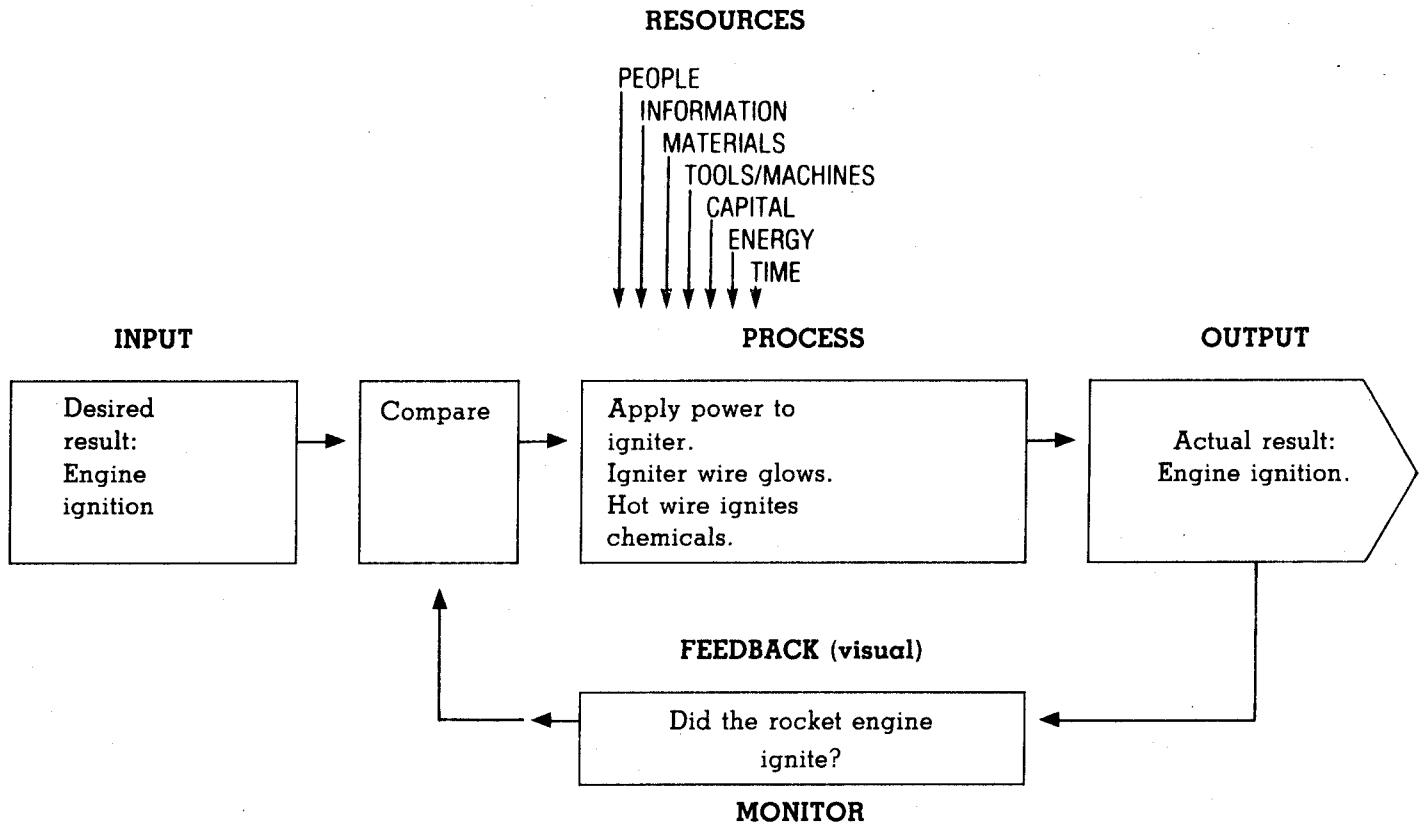 RESOURCES
PEOPLE
INFORMATION
MATERIALS
TOOLS/MACHINES
CAPITAL
ENERGY
TIME
INPUT
PROCESS
OUTPUT
Desired
result:
Engine
ignition
Compare
Apply power to
igniter.
Igniter wire glows.
Hot wire ignites
chemicals.
Actual result:
Engine ignition.
FEEDBACK (visual)
Did the rocket engine
ignite?
MONITOR